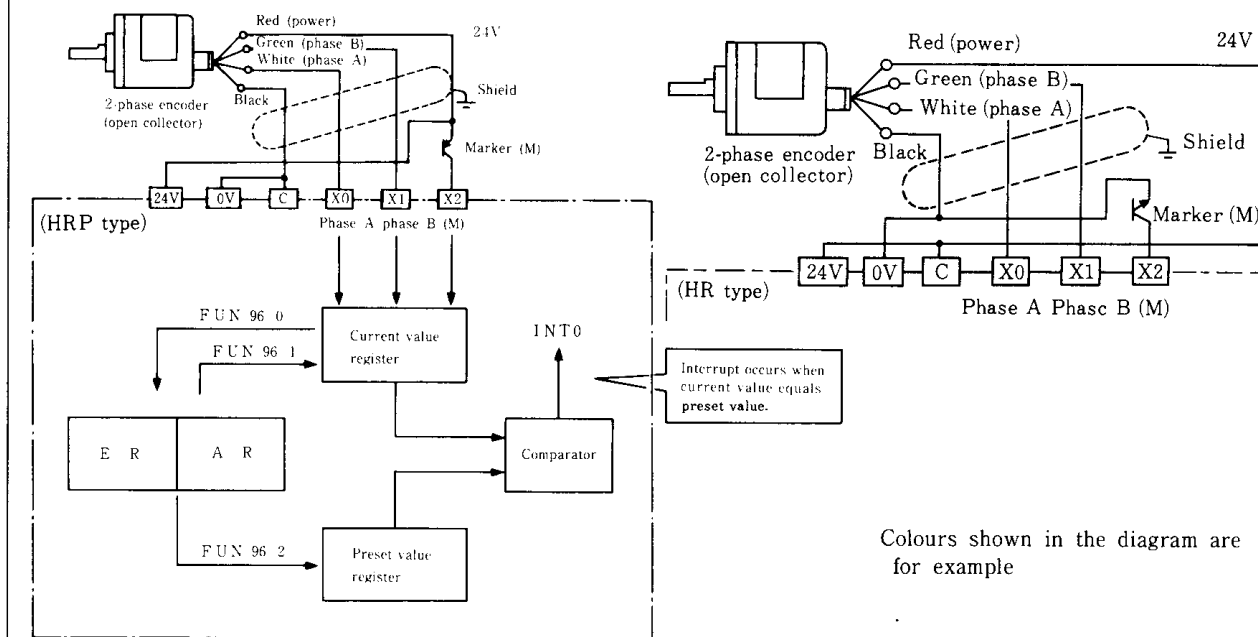 Red (power)
24V
Green (phase B)
White (phase A)
Black
Shield
2-phase encoder
(open collector)
Marker (M)
24V
0V
C
X0
X1
X2
(HRP type)
Phase A phase B (M)
FUN 96 0
FUN 96 1
Current value
register
INT0
Interrupt occurs when
current value equals
preset value.
E R
A R
Comparator
FUN 96 2
Preset value
register
Red (power)
24V
Green (phase B)
White (phase A)
Black
Shield
2-phase encoder
(open collector)
Marker (M)
24V
0V
C
X0
X1
X2
(HR type)
Phase A Phasc B (M)
Colours shown in the diagram are
for example